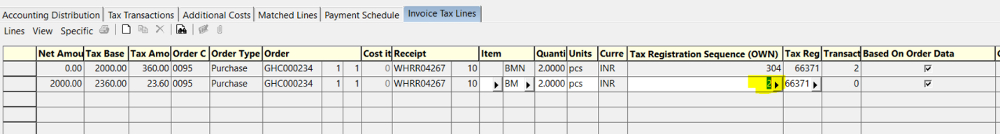 Accounting Distribution Tax Transactions Additional Costs Matched Lines Payment Schedule Invoice Tax Lines
Lines View Specific
Net Amou Tax Base Tax Amo Order C Order Type Order Cost it Receipt Item Quanti Units Curre Tax Registration Sequence (OWN) Tax Reg Transact Based On Order Data
0.00 2000.00 360.00 0095 Purchase GHC000234 1 1 0 WHRR04267 10 BMN 2.0000 pcs INR 304 66371 2
2000.00 2360.00 23.60 0095 Purchase GHC000234 1 1 0 WHRR04267 10 BM 2.0000 pcs INR 2 66371 0